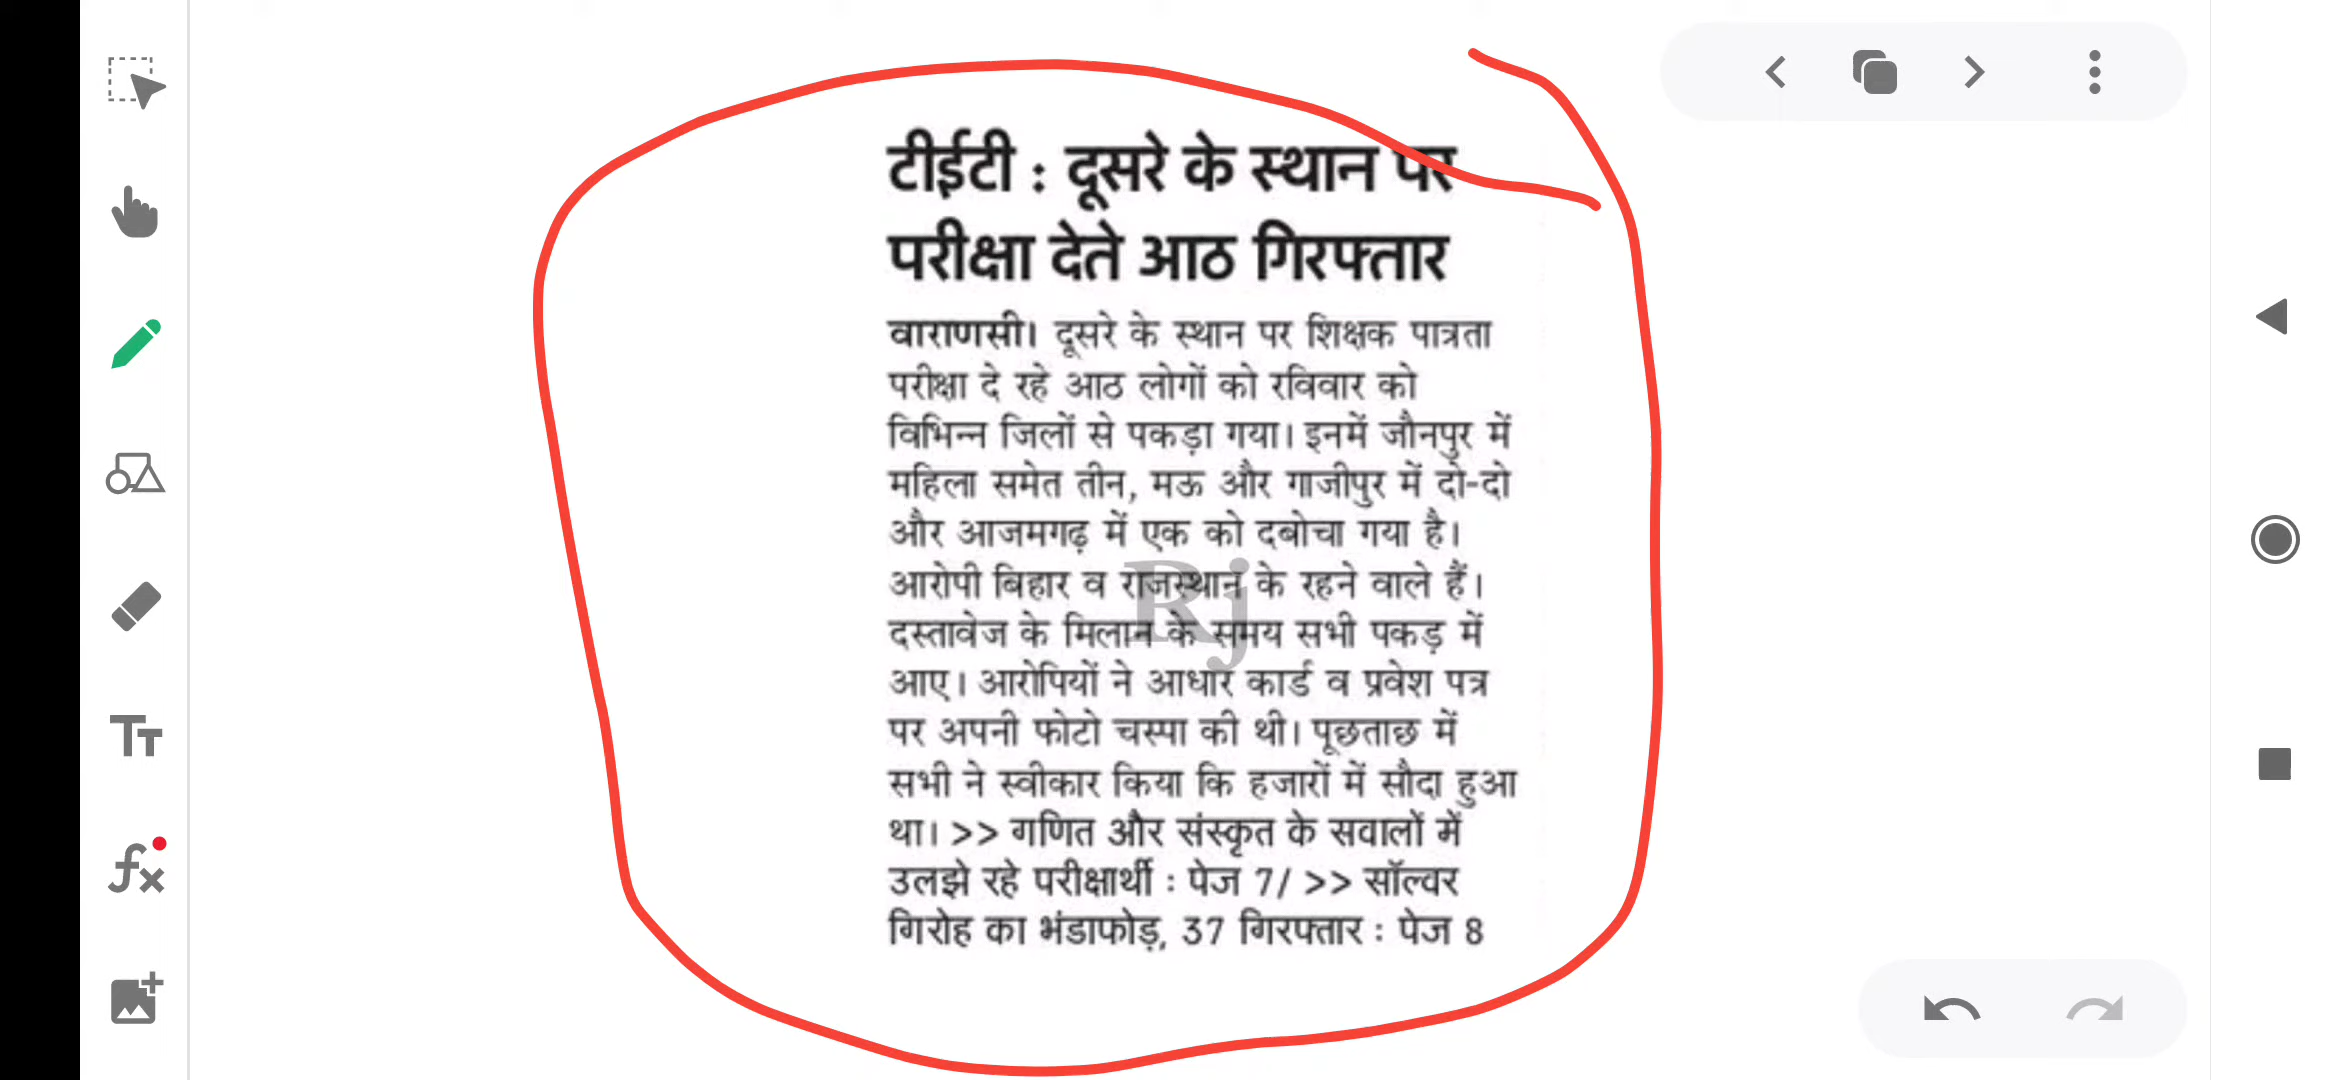 टीईटी : दूसरे के स्थान पर
परीक्षा देते आठ गिरफ्तार
वाराणसी। दूसरे के स्थान पर शिक्षक पात्रता
परीक्षा दे रहे आठ लोगों को रविवार को
विभिन्न जिलों से पकड़ा गया। इनमें जौनपुर में
महिला समेत तीन, मऊ और गाजीपुर में दो-दो
और आजमगढ़ में एक को दबोचा गया है।
आरोपी बिहार व राजस्थान के रहने वाले हैं।
दस्तावेज के मिलान के समय सभी पकड़ में
आए। आरोपियों ने आधार कार्ड व प्रवेश पत्र
पर अपनी फोटो चस्पा की थी। पूछताछ में
सभी ने स्वीकार किया कि हजारों में सौदा हुआ
था। >> गणित और संस्कृत के सवालों में
उलझे रहे परीक्षार्थी : पेज 7/ >> सॉल्वर
गिरोह का भंडाफोड़, 37 गिरफ्तार : पेज 8
Rj